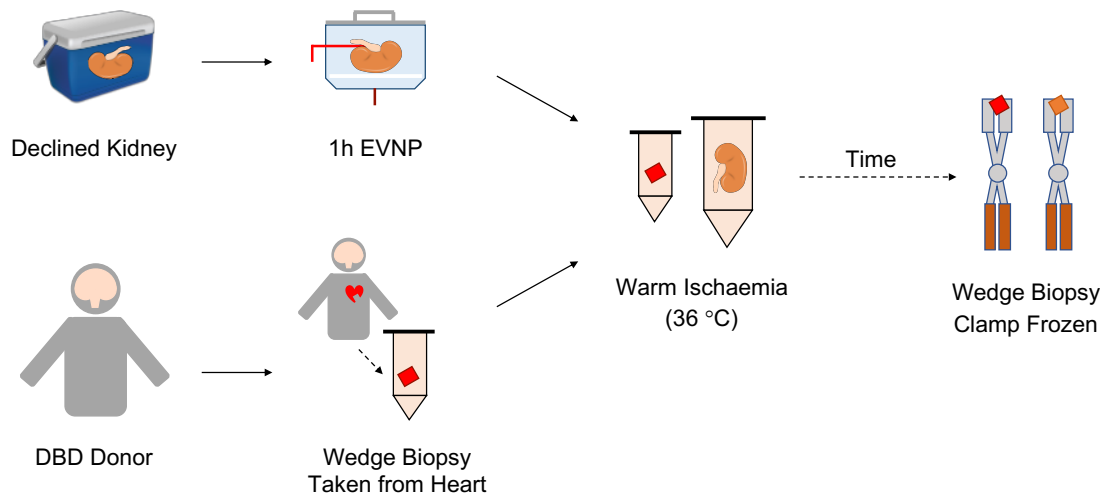 Declined Kidney
1h EVNP
Time
Warm Ischaemia
(36 °C)
Wedge Biopsy
Clamp Frozen
DBD Donor
Wedge Biopsy
Taken from Heart